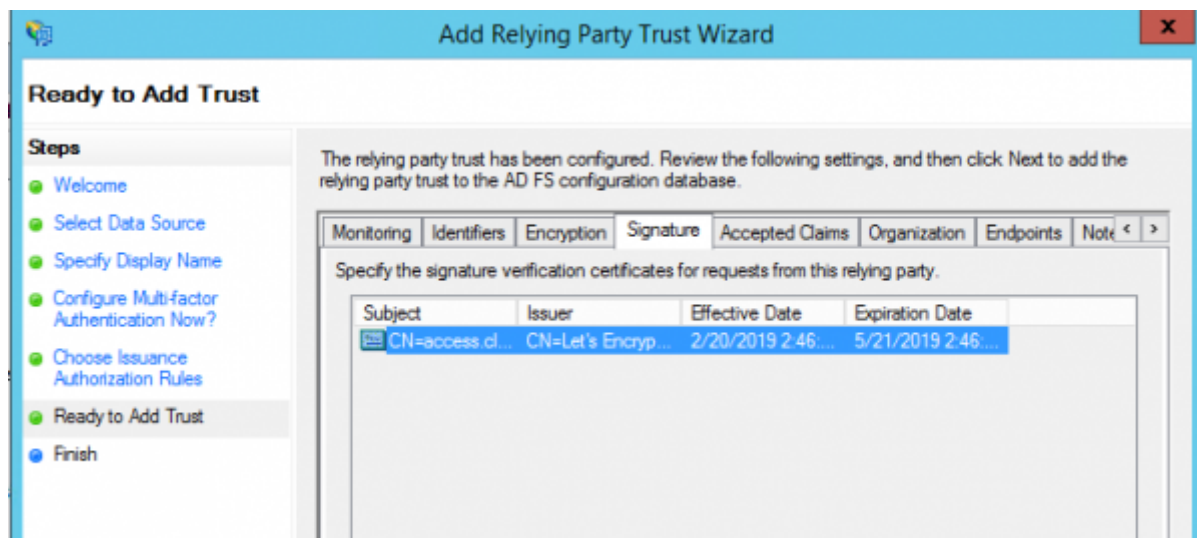 Add Relying Party Trust Wizard
x
Ready to Add Trust
Steps
Welcome
Select Data Source
Specify Display Name
Configure Multi-factor
Authentication Now?
Choose Issuance
Authorization Rules
Ready to Add Trust
Finish
The relying party trust has been configured. Review the following settings, and then click Next to add the
relying party trust to the AD FS configuration database.
Monitoring Identifiers Encryption Signature Accepted Claims Organization Endpoints Note < >
Specify the signature verification certificates for requests from this relying party.
Subject Issuer Effective Date Expiration Date
CN=access.cl... CN=Let's Encryp... 2/20/2019 2:46:... 5/21/2019 2:46:...